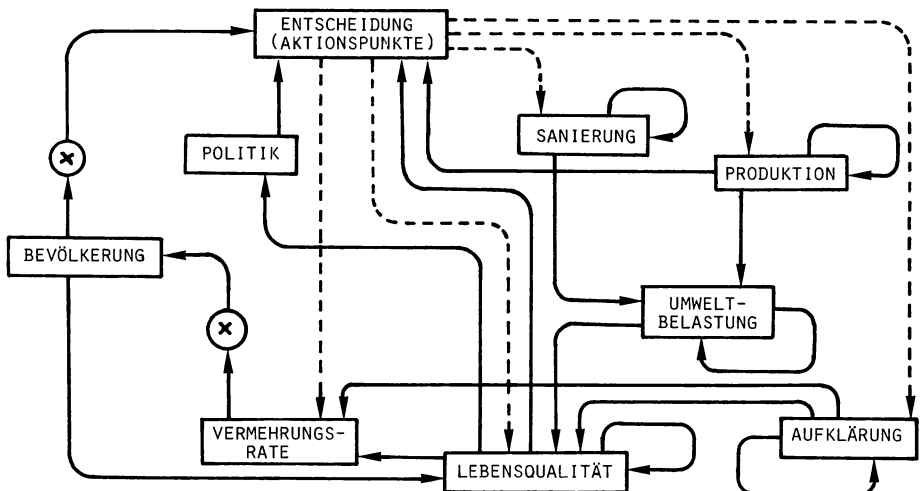 ENTSCHEIDUNG
(AKTIONSPUNKTE)
SANIERUNG
POLITIK
PRODUKTION
BEVÖLKERUNG
UMWELT-
BELASTUNG
VERMEHRUNGS-
RATE
AUFKLÄRUNG
LEBENSQUALITÄT